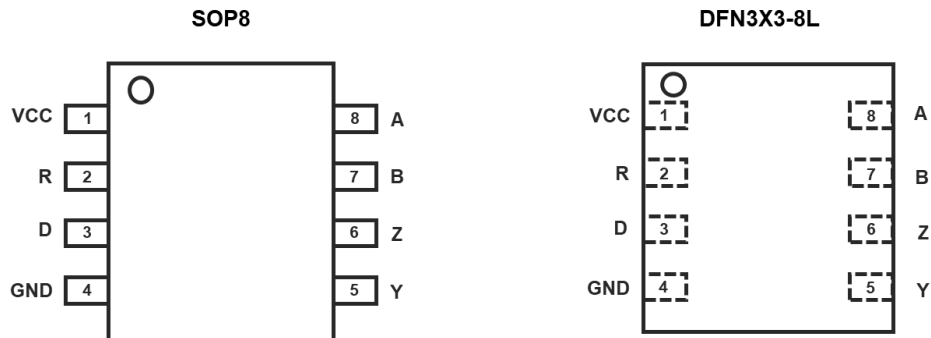 SOP8
VCC 1 8 A
R 2 7 B
D 3 6 Z
GND 4 5 Y
DFN3X3-8L
VCC 1 8 A
R 2 7 B
D 3 6 Z
GND 4 5 Y